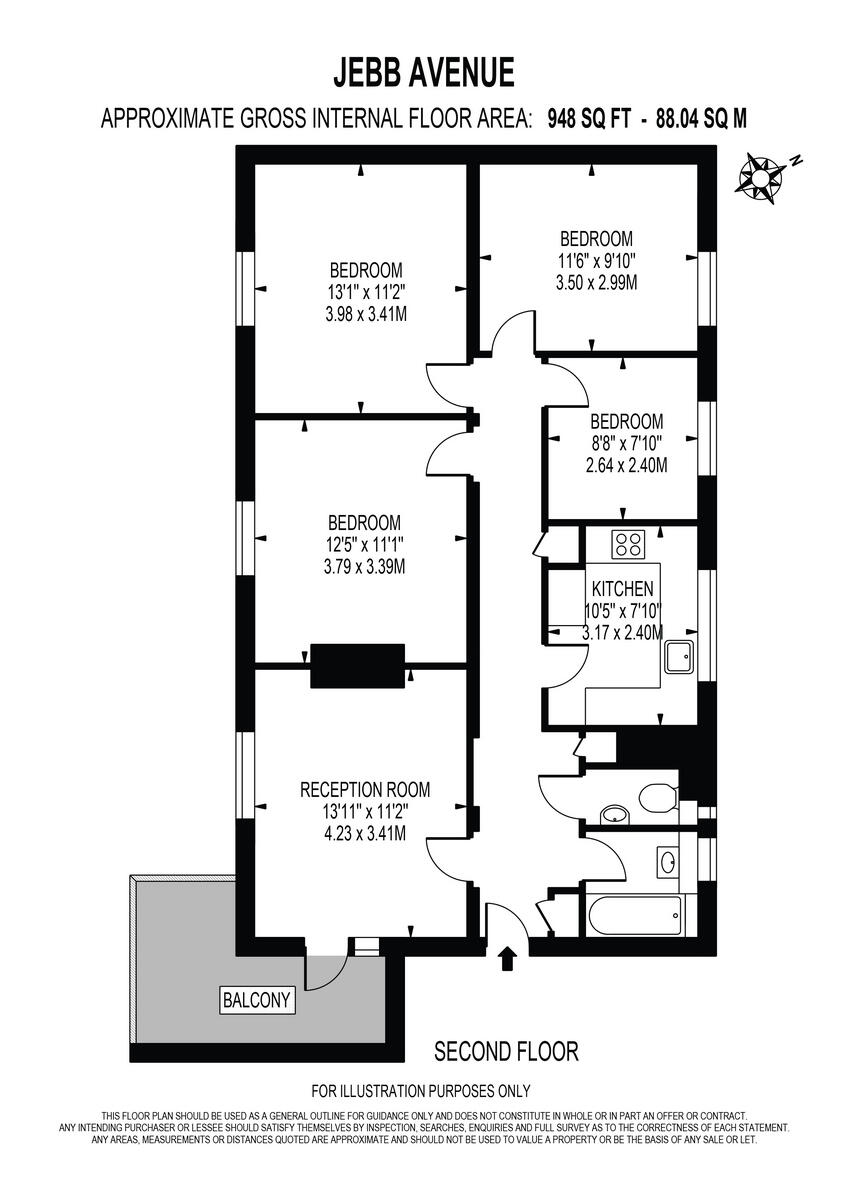 JEBB AVENUE
APPROXIMATE GROSS INTERNAL FLOOR AREA: 948 SQ FT - 88.04 SQ M
N
BEDROOM
11'6" x 9'10"
3.50 x 2.99M
BEDROOM
13'1" x 11'2"
3.98 x 3.41M
BEDROOM
8'8" x 7'10"
2.64 x 2.40M
BEDROOM
12'5" x 11'1"
3.79 x 3.39M
KITCHEN
10'5" x 7'10"
3.17 x 2.40M
RECEPTION ROOM
13'11" x 11'2"
4.23 x 3.41M
BALCONY
SECOND FLOOR
FOR ILLUSTRATION PURPOSES ONLY
THIS FLOOR PLAN SHOULD BE USED AS A GENERAL OUTLINE FOR GUIDANCE ONLY AND DOES NOT CONSTITUTE IN WHOLE OR IN PART AN OFFER OR CONTRACT.
ANY INTENDING PURCHASER OR LESSEE SHOULD SATISFY THEMSELVES BY INSPECTION, SEARCHES, ENQUIRIES AND FULL SURVEY AS TO THE CORRECTNESS OF EACH STATEMENT.
ANY AREAS, MEASUREMENTS OR DISTANCES QUOTED ARE APPROXIMATE AND SHOULD NOT BE USED TO VALUE A PROPERTY OR BE THE BASIS OF ANY SALE OR LET.